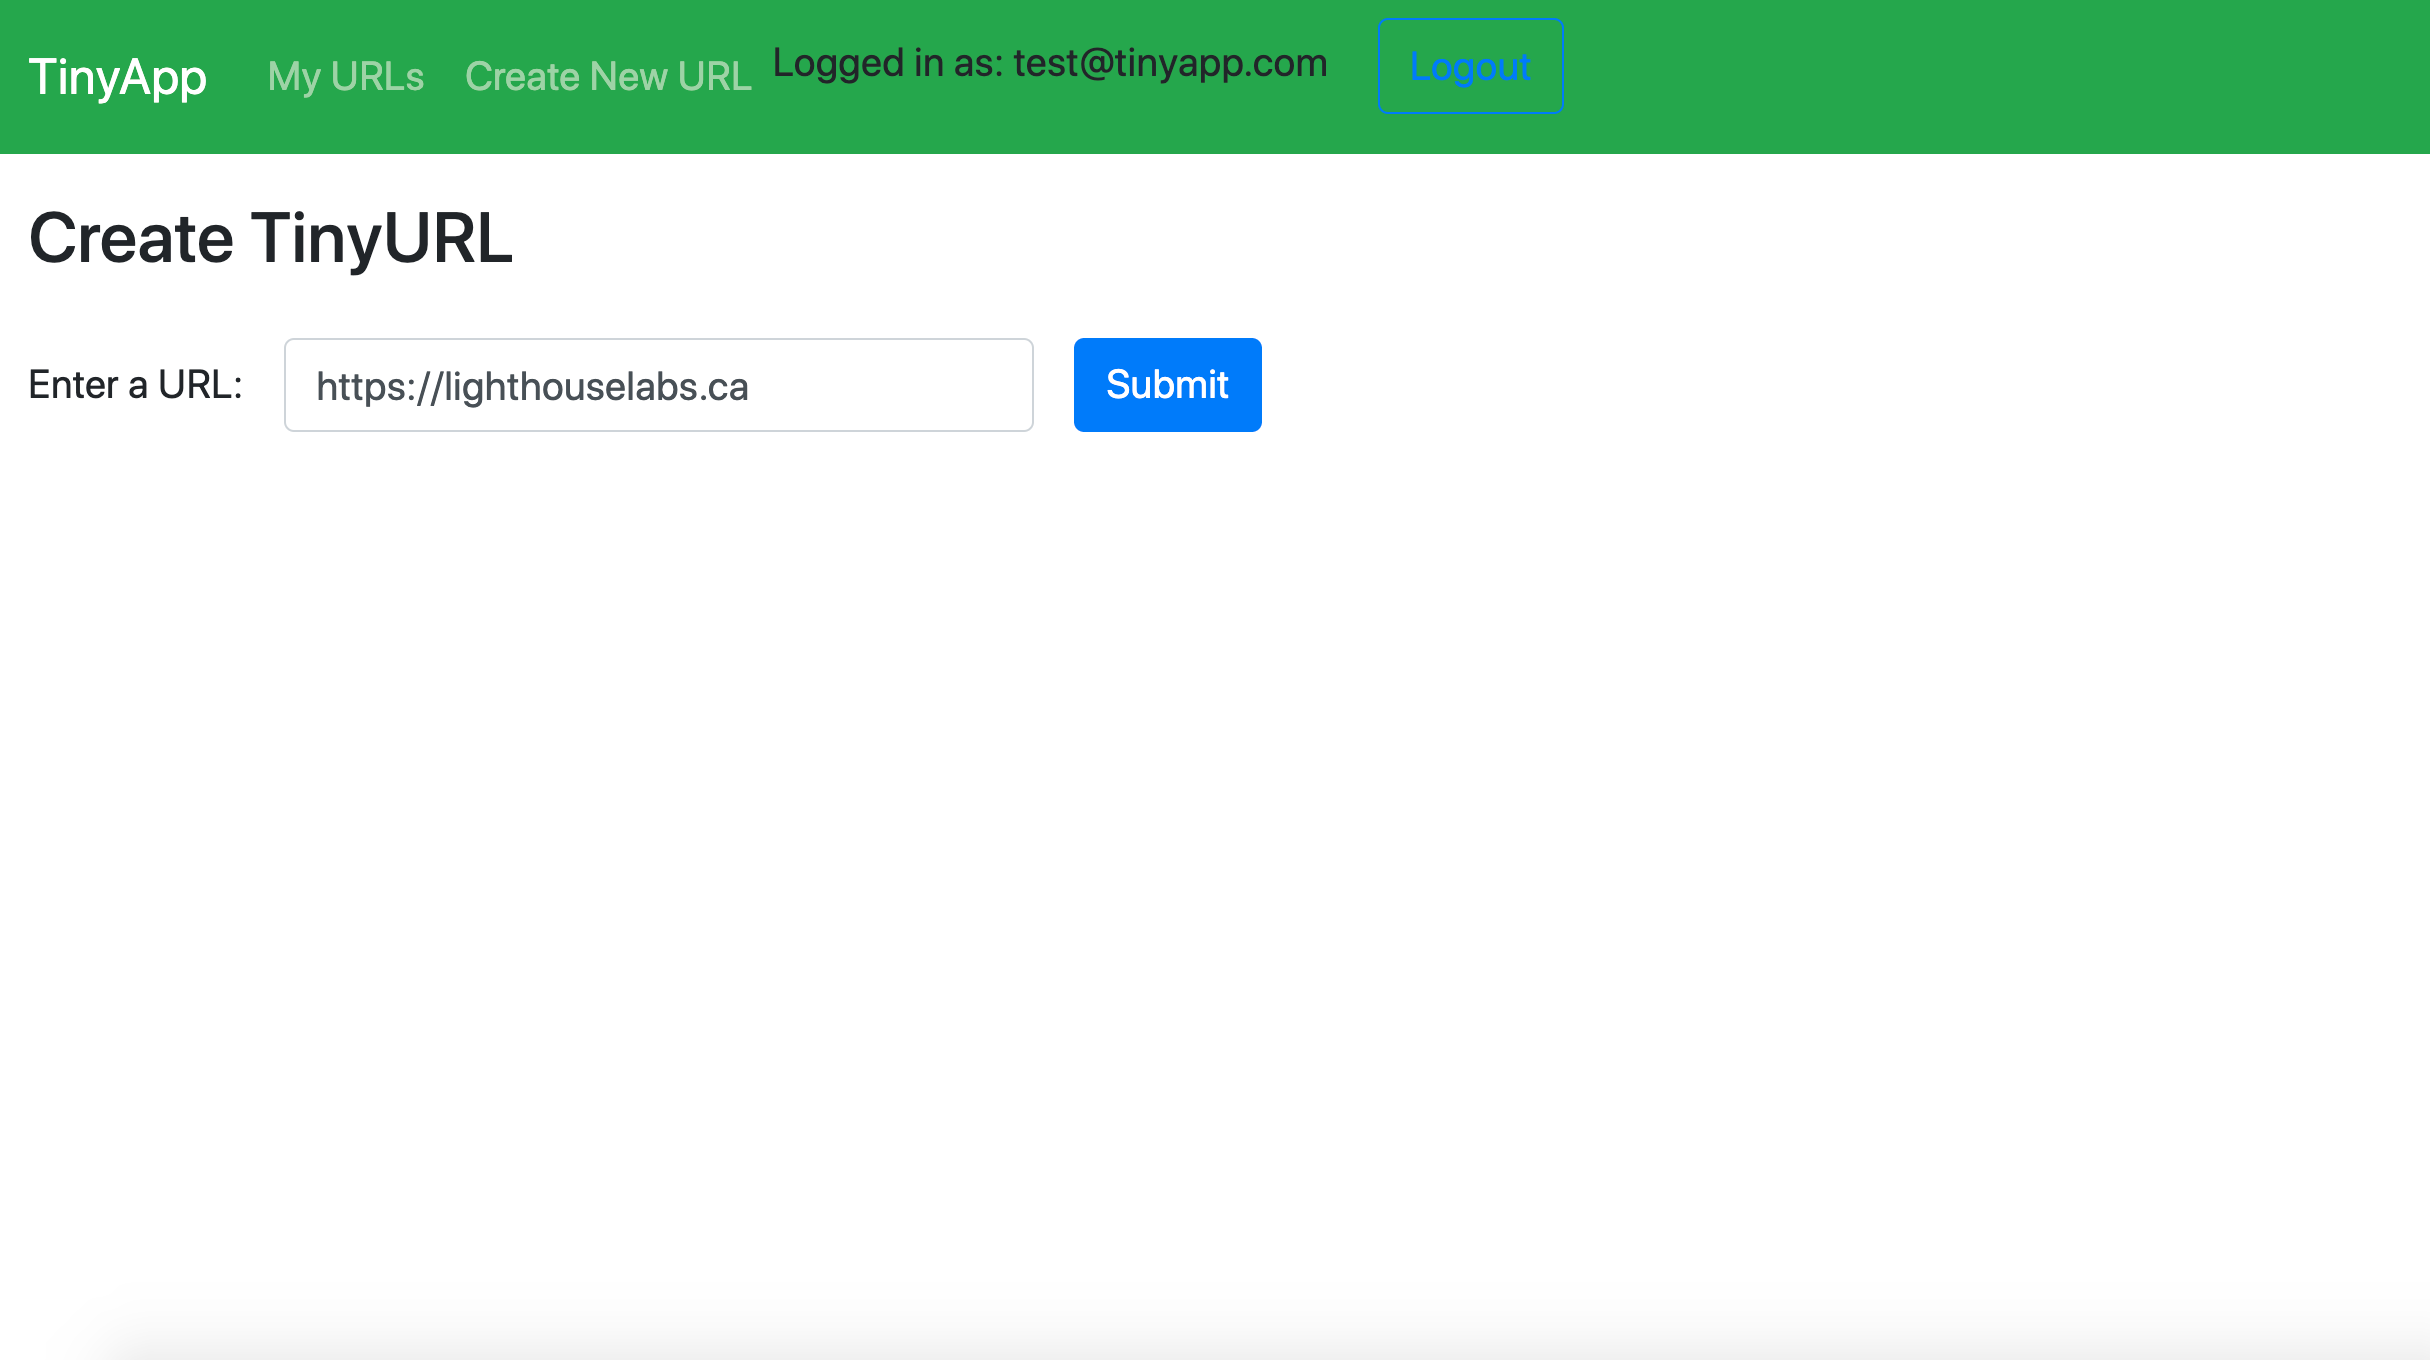 TinyApp My URLs Create New URL Logged in as: test@tinyapp.com Logout
Create TinyURL
Enter a URL: https://lighthouselabs.ca Submit